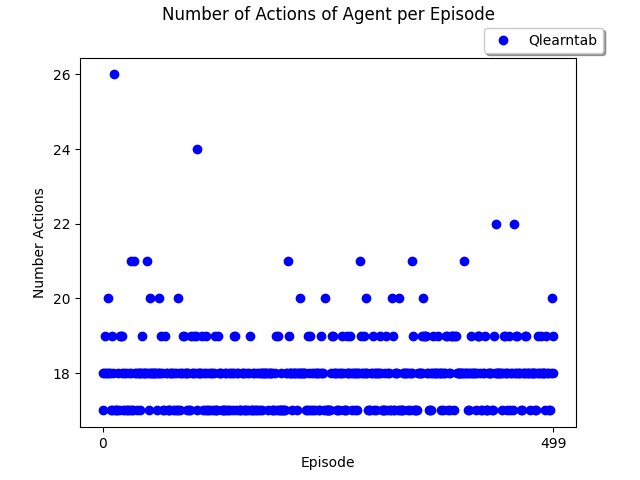 Number of Actions of Agent per Episode
Qlearntab
26
24
22
20
18
Number Actions
0
499
Episode